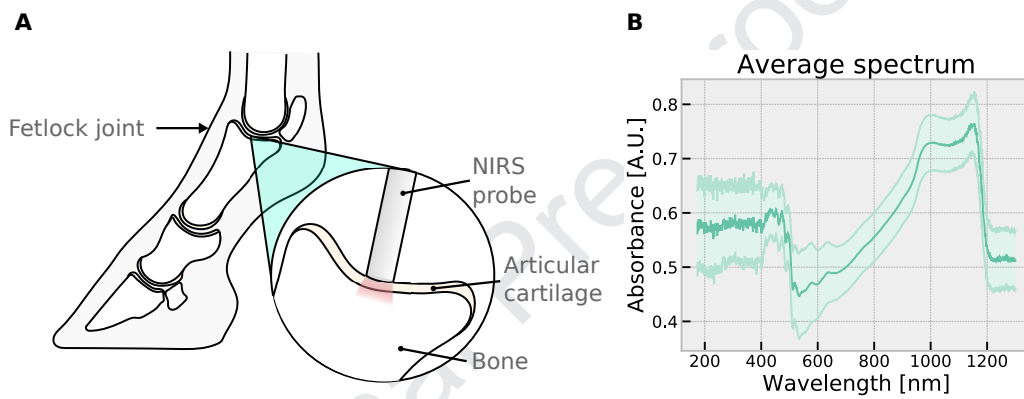 A
Fetlock joint
NIRS
probe
Articular
cartilage
Bone
B
Average spectrum
Absorbance [A.U.]
0.8
0.7
0.6
0.5
0.4
200 400 600 800 1000 1200
Wavelength [nm]